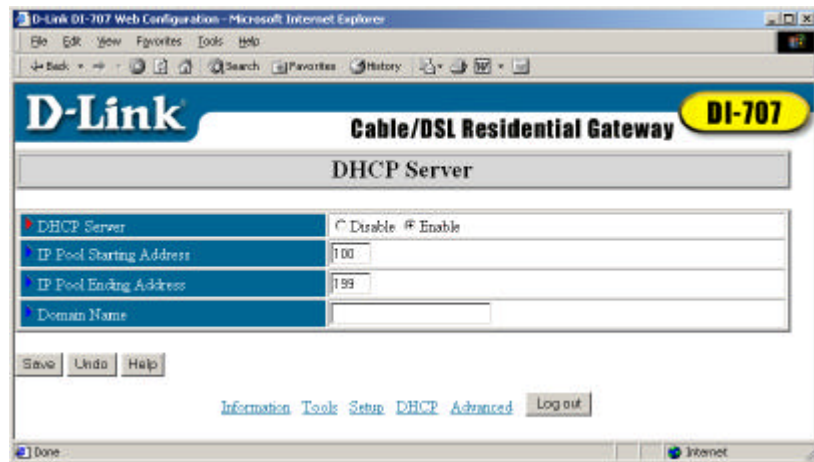 D-Link DI-707 Web Configuration - Microsoft Internet Explorer
File Edit View Favorites Tools Help
Back Search Favorites History
D-Link
DI-707
Cable/DSL Residential Gateway
DHCP Server
DHCP Server Disable Enable
IP Pool Starting Address 100
IP Pool Ending Address 199
Domain Name
Save Undo Help
Information Tools Setup DHCP Advanced Log out
Done Internet